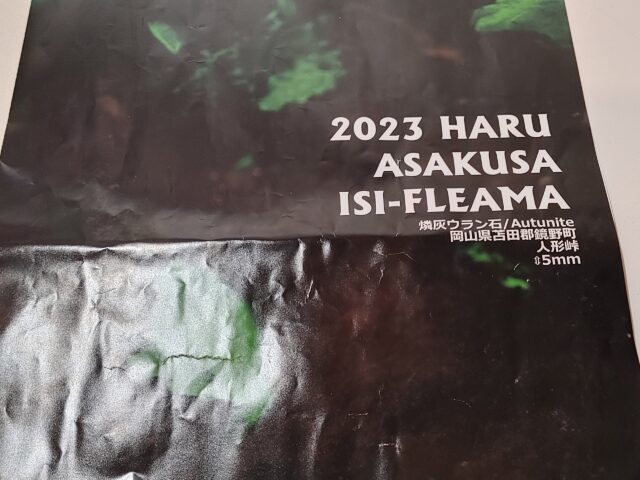 2023 HARU
ASAKUSA
ISI-FLEAMA
燐灰ウラン石/Autunite
岡山県苫田郡鏡野町
人形峠
⇕5mm